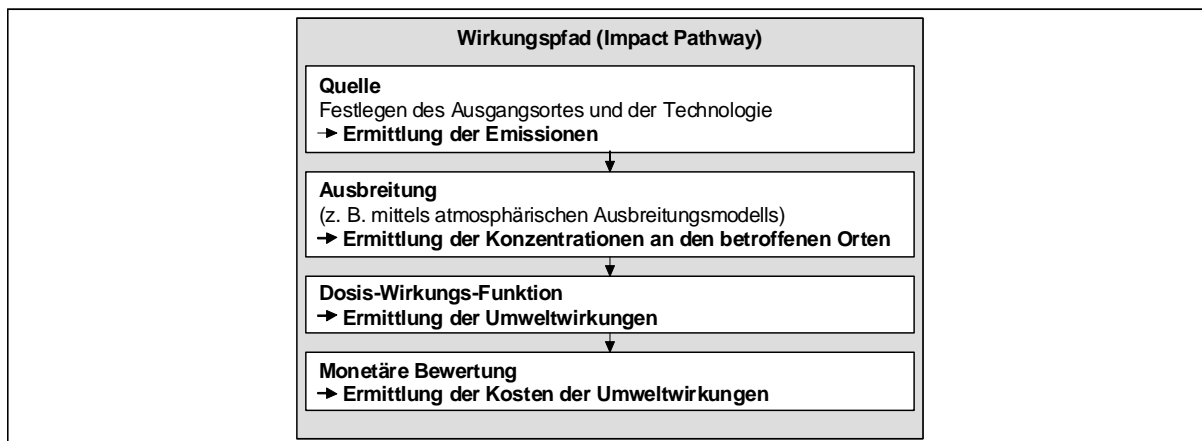 Wirkungspfad (Impact Pathway)
Quelle
Festlegen des Ausgangsortes und der Technologie
→ Ermittlung der Emissionen
Ausbreitung
(z. B. mittels atmosphärischen Ausbreitungsmodells)
→ Ermittlung der Konzentrationen an den betroffenen Orten
Dosis-Wirkungs-Funktion
→ Ermittlung der Umweltwirkungen
Monetäre Bewertung
→ Ermittlung der Kosten der Umweltwirkungen